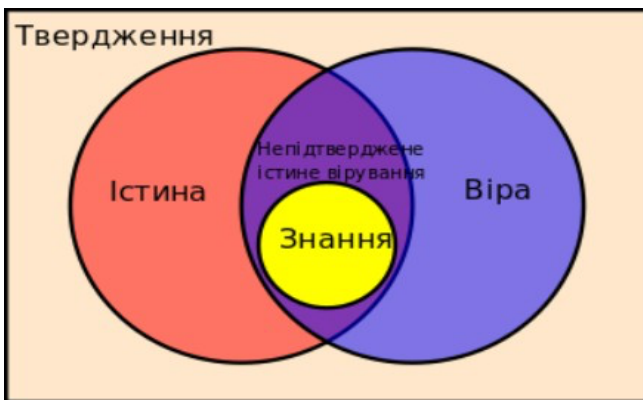 Твердження
Непідтверджене
істине вірування
Істина
Віра
Знання